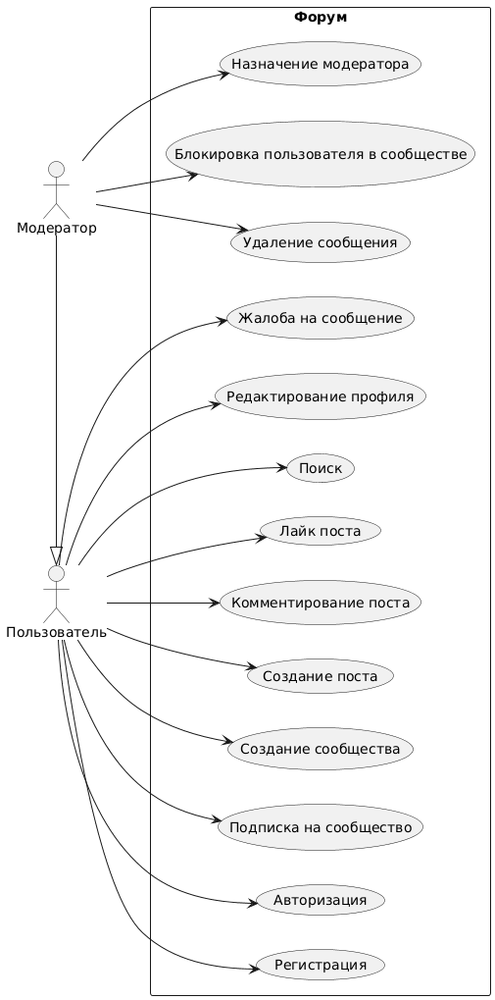 Форум
Назначение модератора
Блокировка пользователя в сообществе
Модератор
Удаление сообщения
Жалоба на сообщение
Редактирование профиля
Поиск
Лайк поста
Комментирование поста
Пользователь
Создание поста
Создание сообщества
Подписка на сообщество
Авторизация
Регистрация